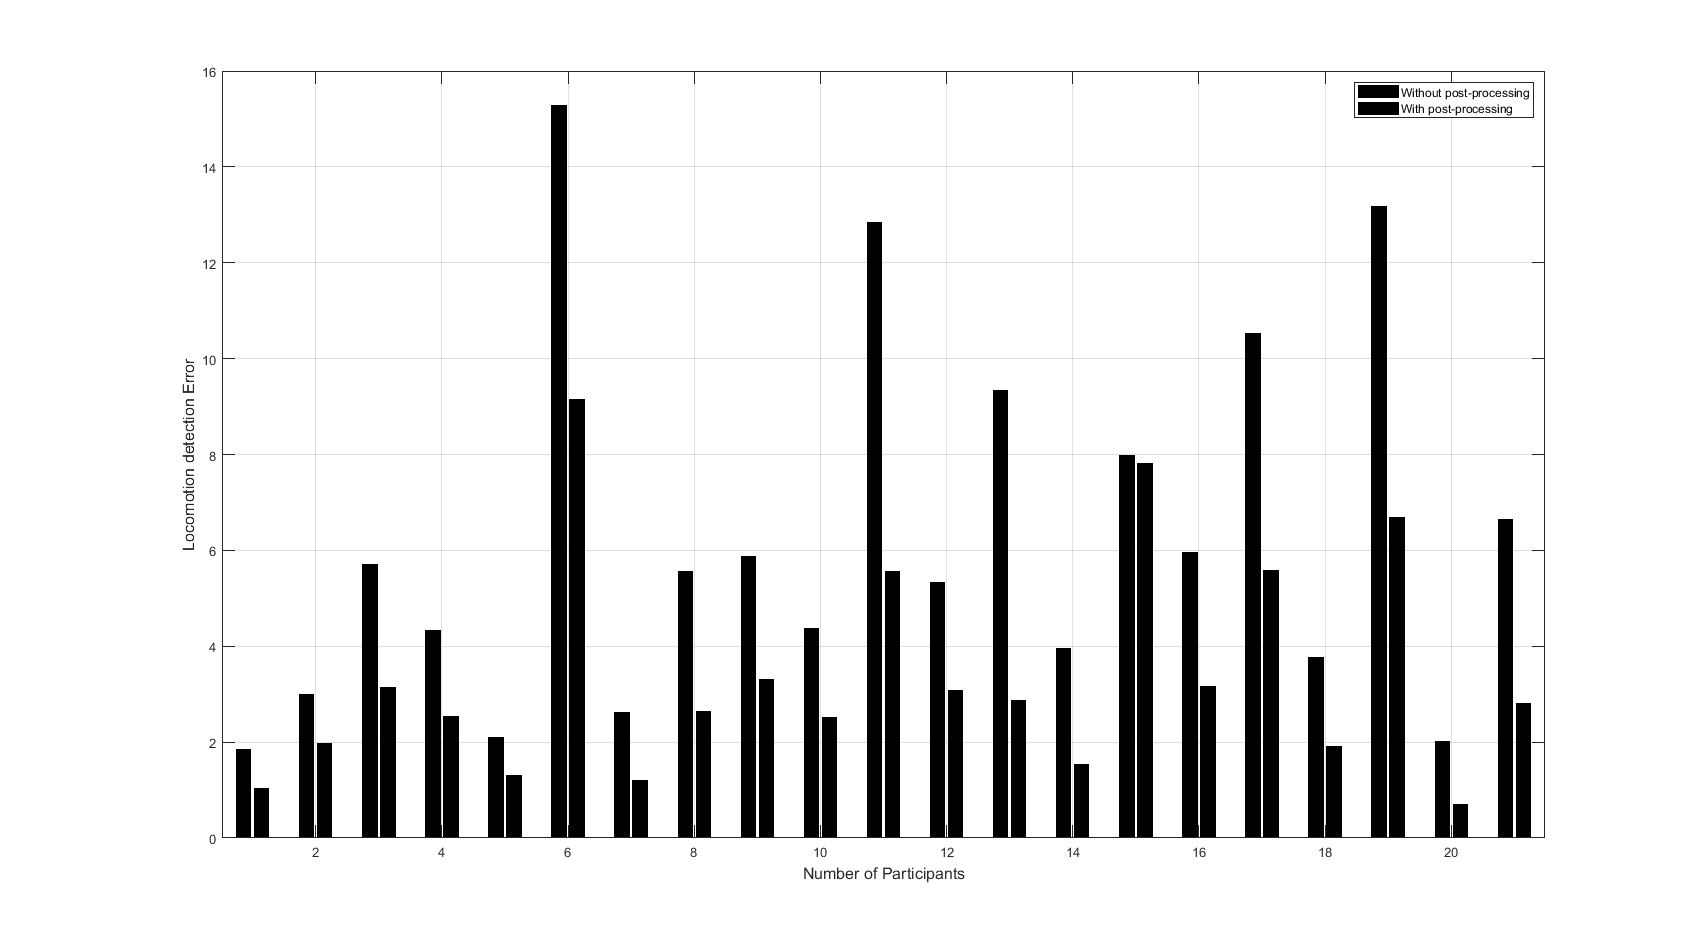 Without post-processing
With post-processing
16
14
12
10
8
6
4
2
0
Locomotion detection Error
2 4 6 8 10 12 14 16 18 20
Number of Participants